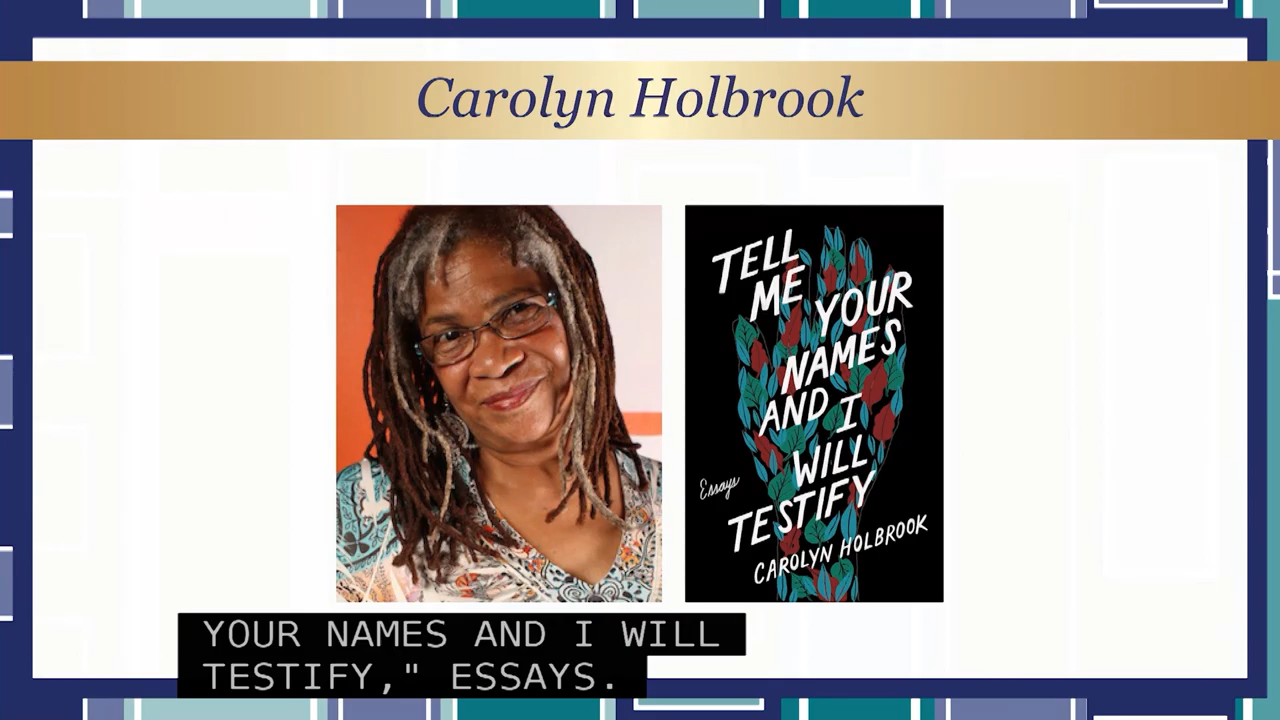 Carolyn Holbrook
TELL
ME
YOUR
NAMES
AND I
WILL
Essays
TESTIFY
CAROLYN HOLBROOK
YOUR NAMES AND I WILL
TESTIFY," ESSAYS.